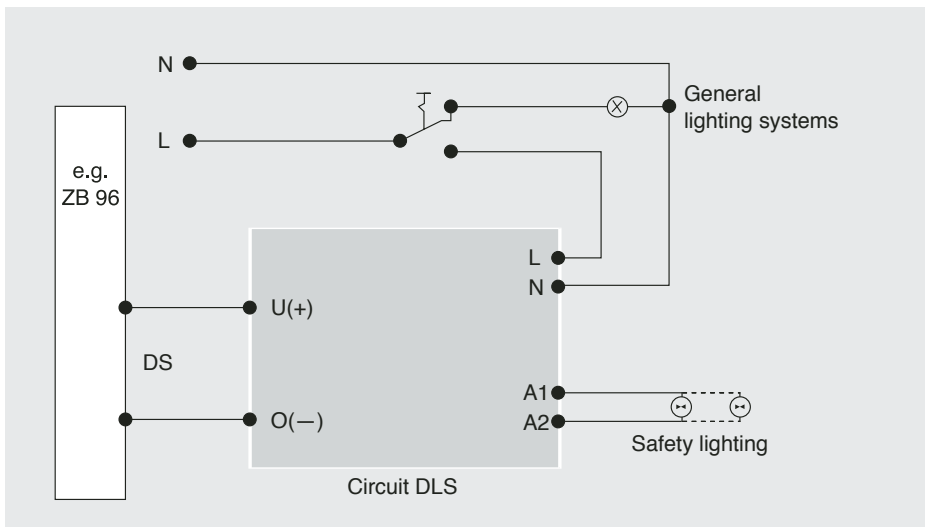 N
General
lighting systems
L
e.g.
ZB 96
L
N
U(+)
DS
A1
O(—)
A2
Safety lighting
Circuit DLS